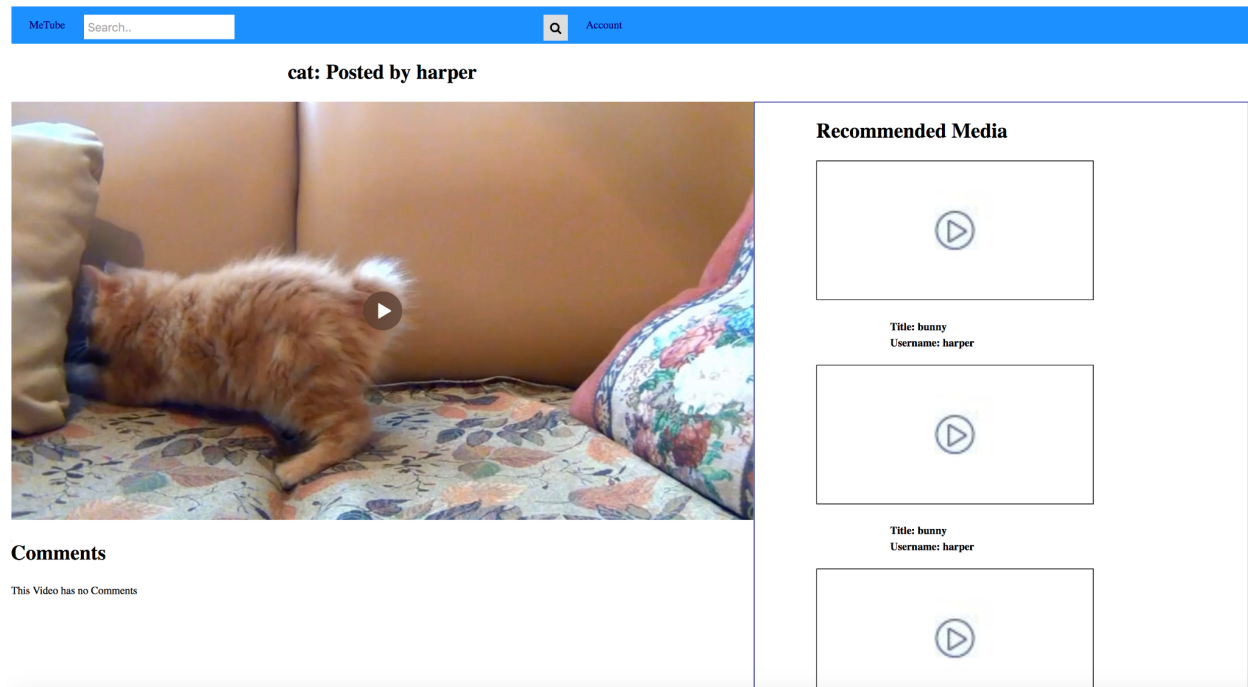 MeTube Search.. Account
cat: Posted by harper
Recommended Media
Title: bunny
Username: harper
Title: bunny
Username: harper
Comments
This Video has no Comments